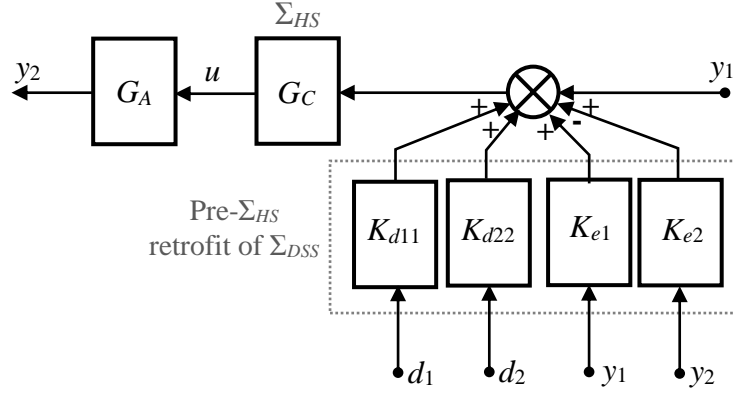 Σ_HS
y₂
G_A
u
G_C
y₁
+
+
+
-
+
Pre-Σ_HS
retrofit of Σ_DSS
K_d11
K_d22
K_e1
K_e2
d₁
d₂
y₁
y₂